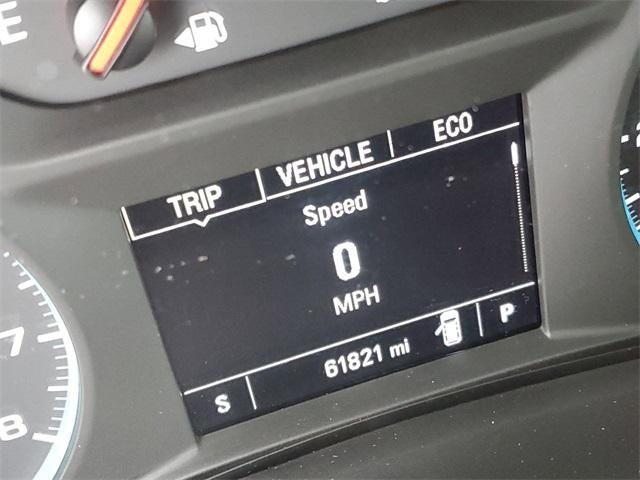 E
TRIP VEHICLE ECO
Speed
0
MPH
61821 mi P
S
7
8